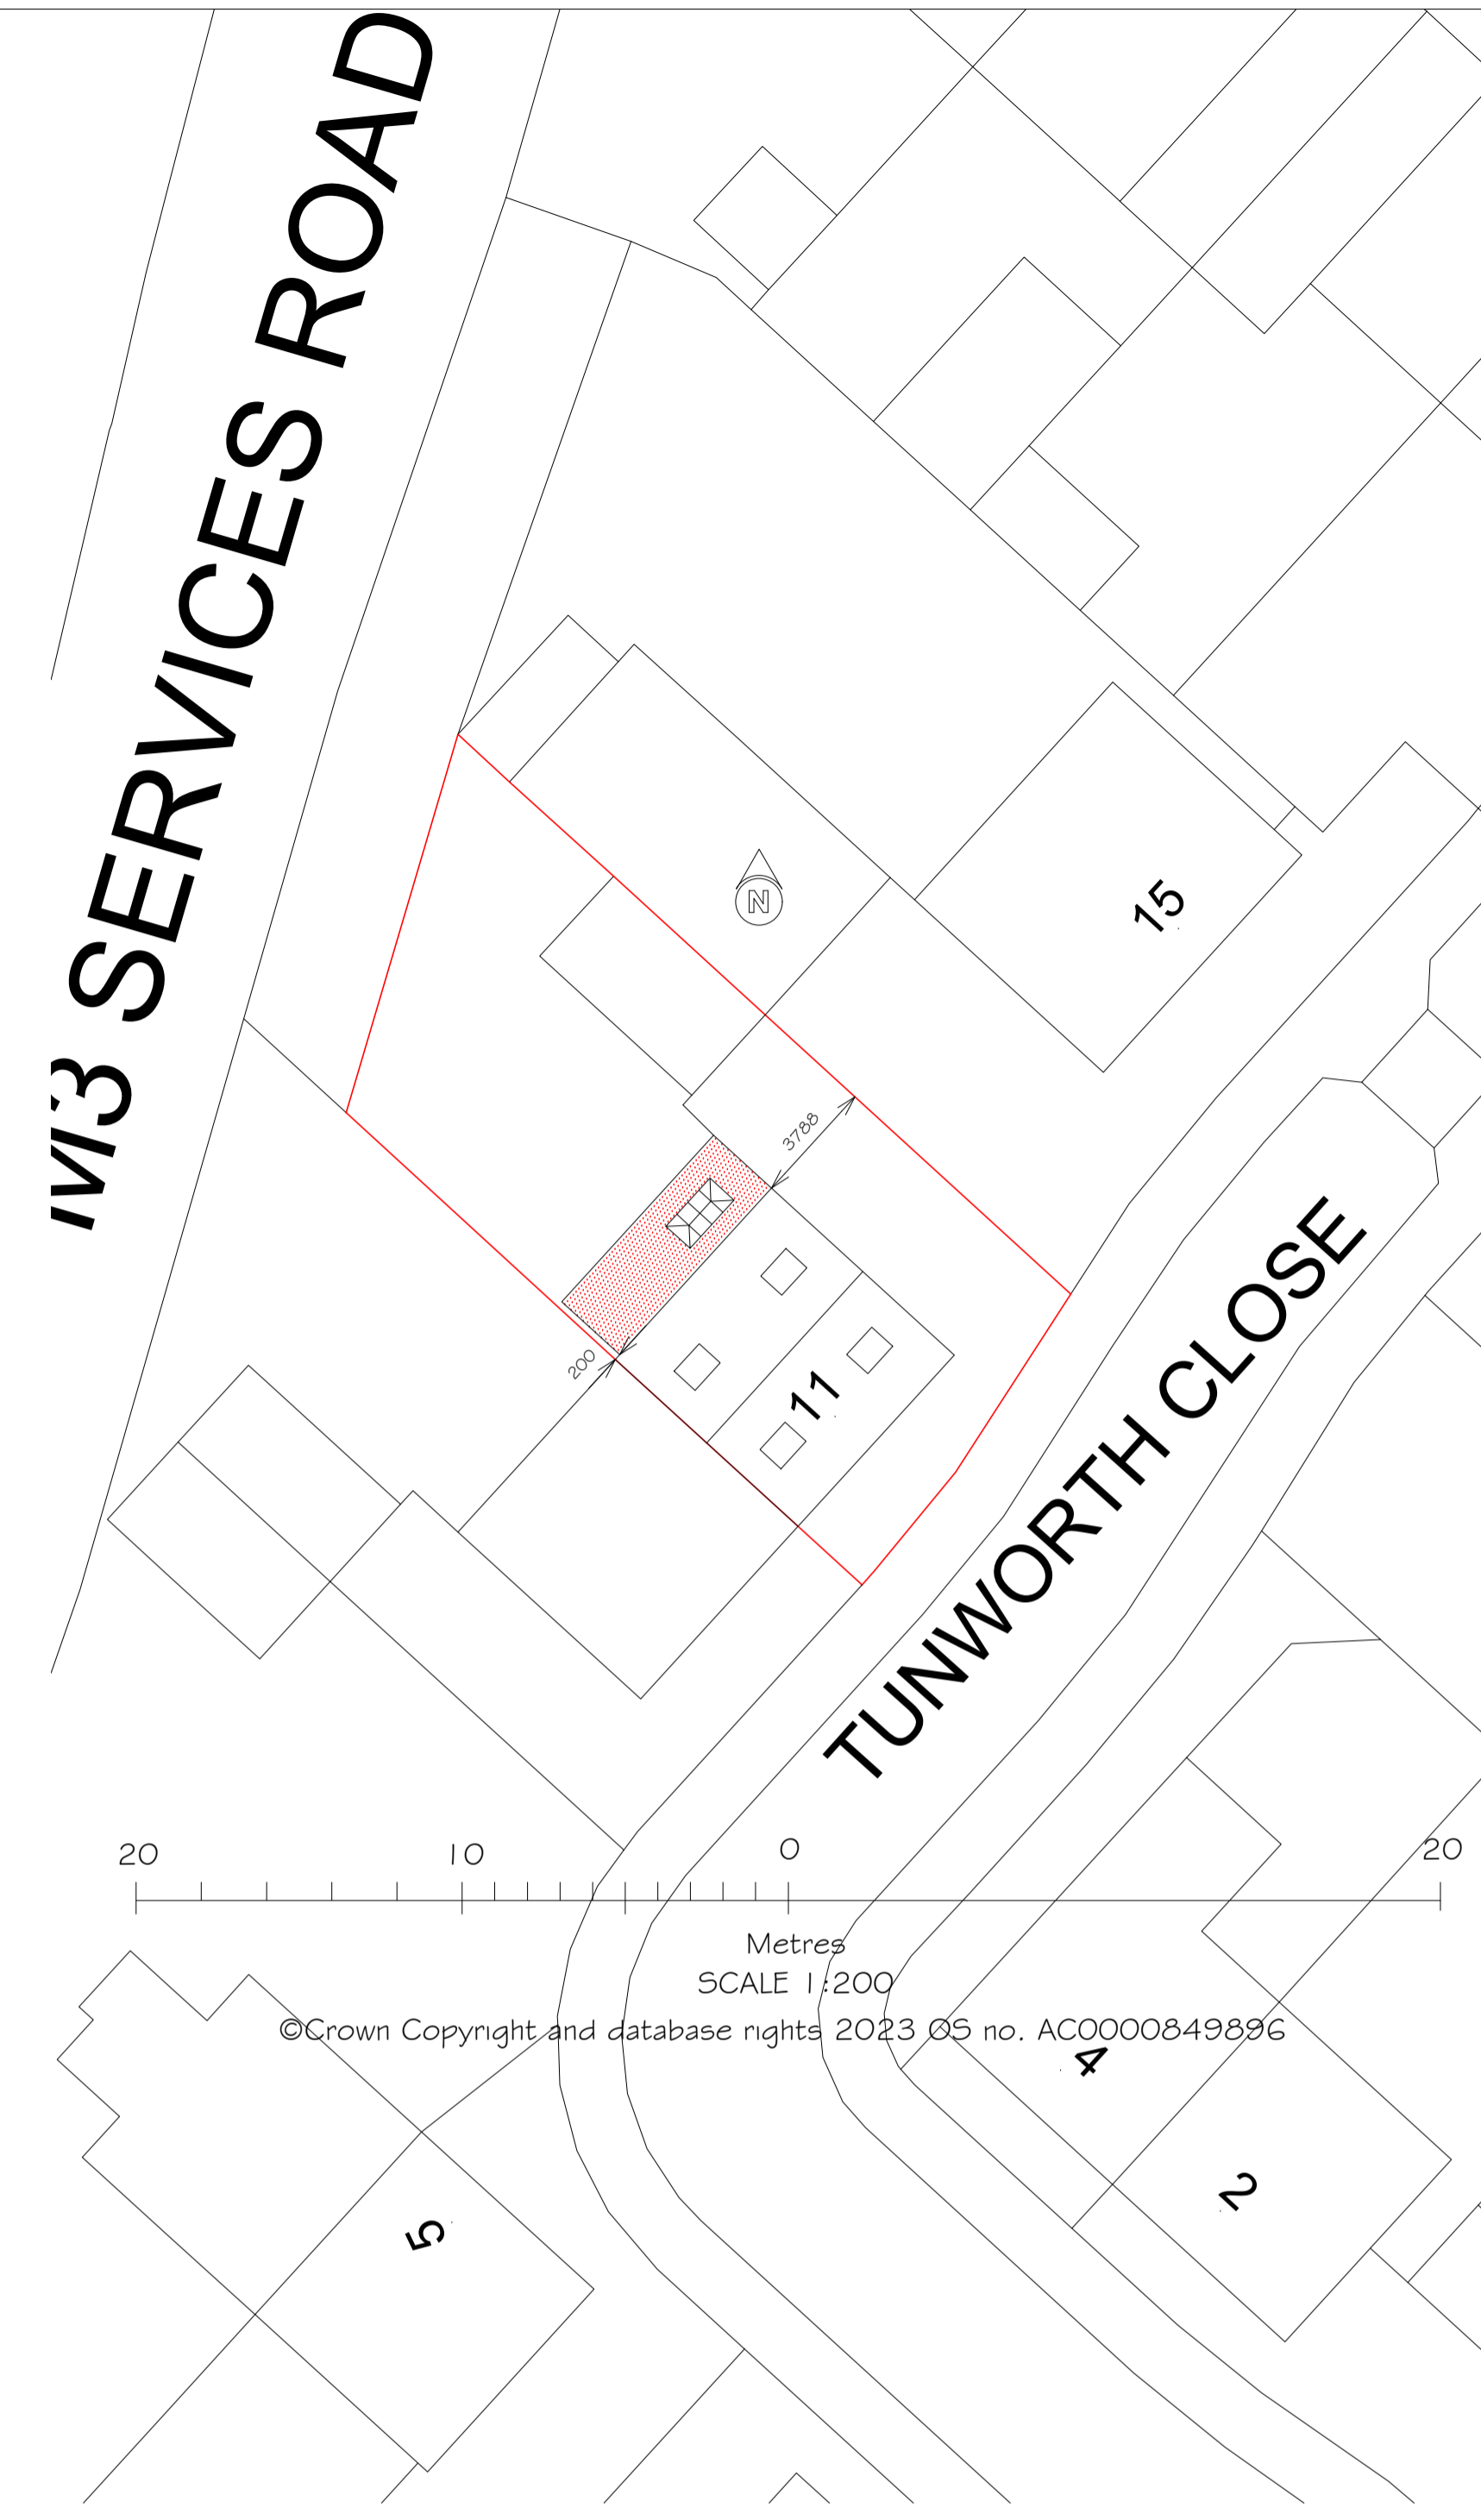 M3 SERVICES ROAD
N
15
3788
200
11
TUNWORTH CLOSE
20
10
0
20
Metres
SCALE 1:200
©Crown Copyright and database rights 2023 OS no. AC0000849896
4
2
5